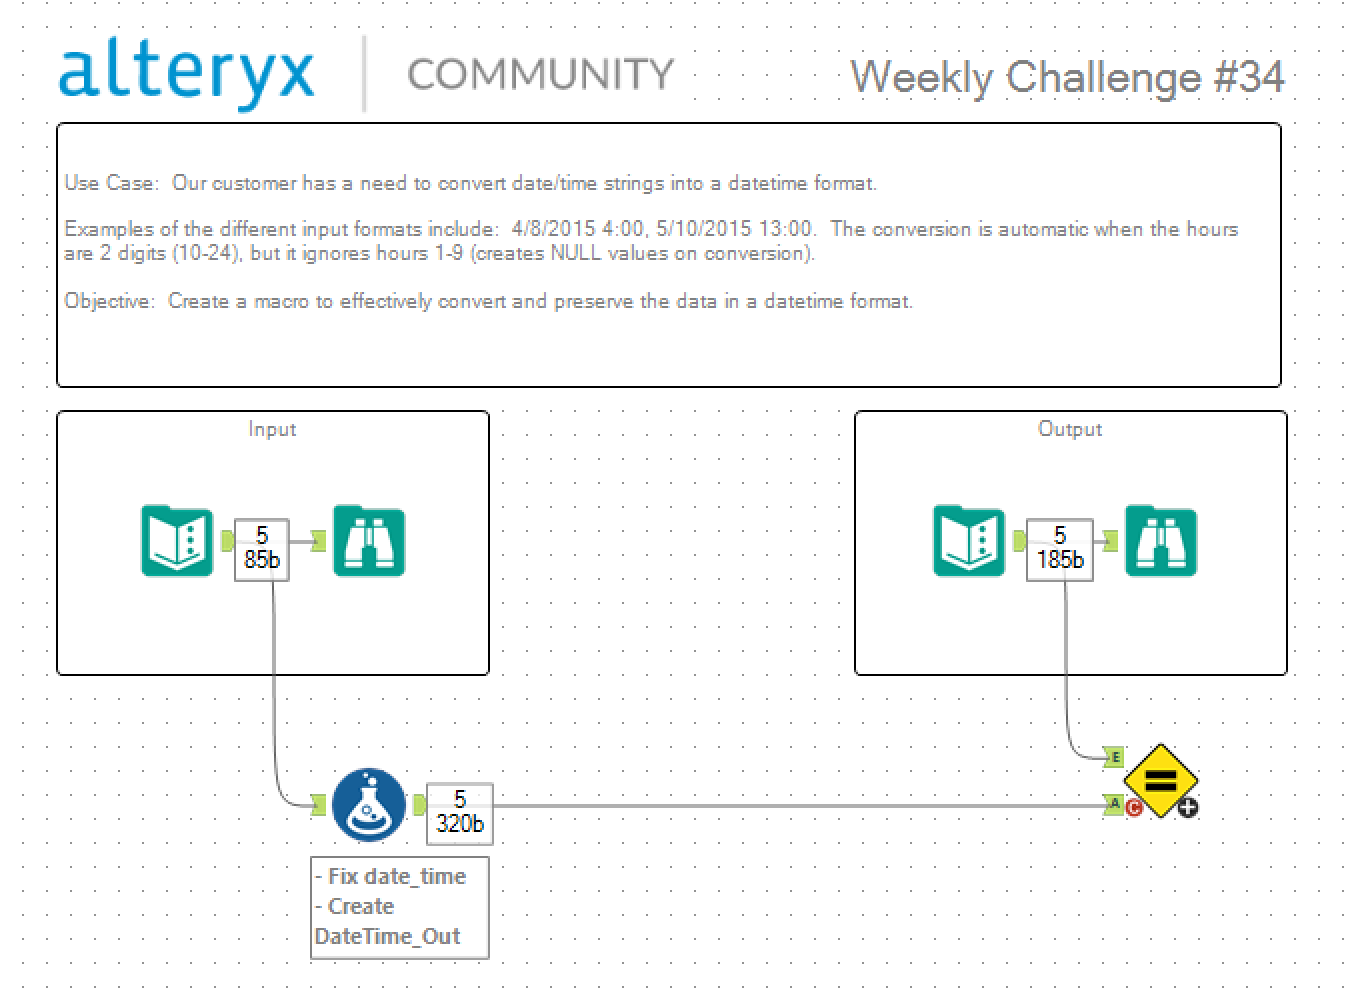 alteryx | COMMUNITY
Weekly Challenge #34
Use Case:  Our customer has a need to convert date/time strings into a datetime format.
Examples of the different input formats include:  4/8/2015 4:00, 5/10/2015 13:00.  The conversion is automatic when the hours
are 2 digits (10-24), but it ignores hours 1-9 (creates NULL values on conversion).
Objective:  Create a macro to effectively convert and preserve the data in a datetime format.
Input
5
85b
Output
5
185b
5
320b
- Fix date_time
- Create
DateTime_Out
E
A
C